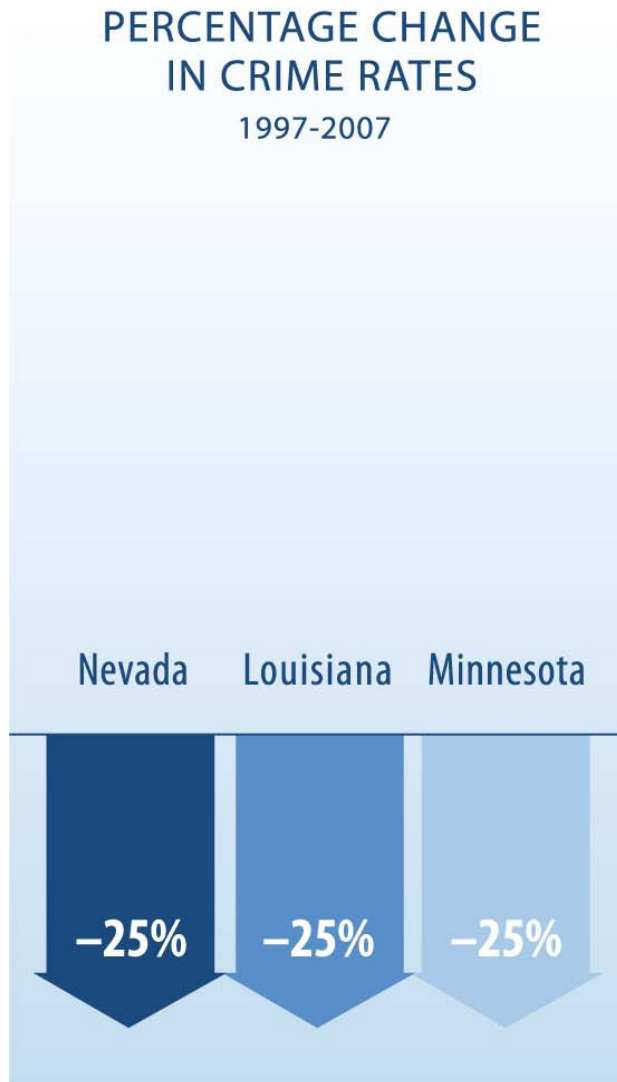 PERCENTAGE CHANGE
IN CRIME RATES
1997-2007
Nevada Louisiana Minnesota
–25% –25% –25%